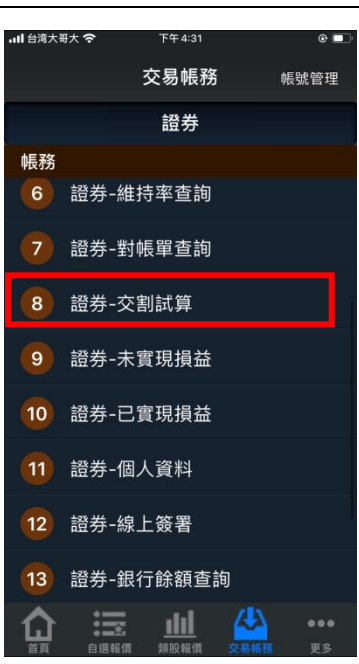 台灣大哥大 下午4:31
交易帳務 帳號管理
證券
帳務
6 證券-維持率查詢
7 證券-對帳單查詢
8 證券-交割試算
9 證券-未實現損益
10 證券-已實現損益
11 證券-個人資料
12 證券-線上簽署
13 證券-銀行餘額查詢
首頁 自選報價 類股報價 交易帳務 更多